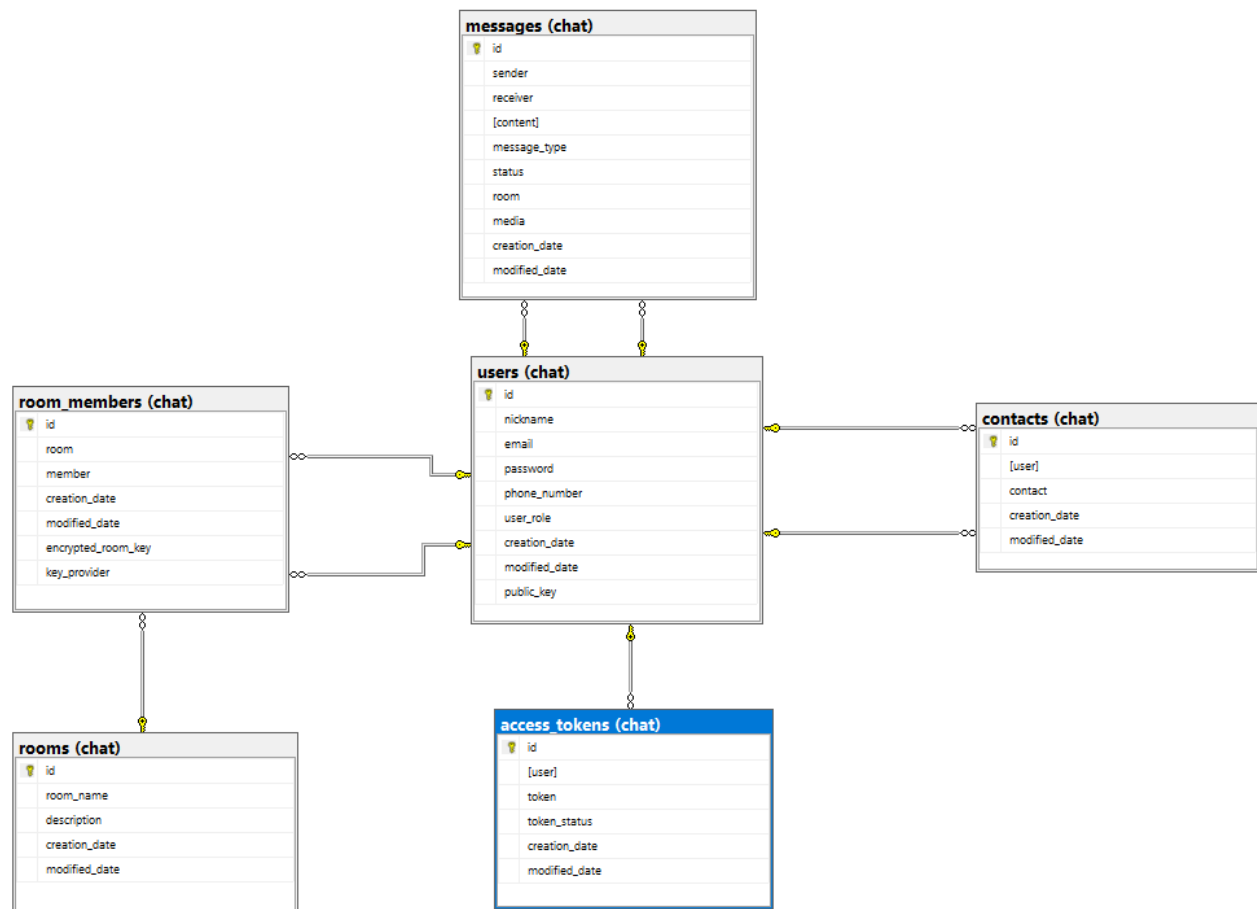 messages (chat)
id
sender
receiver
[content]
message_type
status
room
media
creation_date
modified_date
users (chat)
id
nickname
email
password
phone_number
user_role
creation_date
modified_date
public_key
room_members (chat)
id
room
member
creation_date
modified_date
encrypted_room_key
key_provider
contacts (chat)
id
[user]
contact
creation_date
modified_date
rooms (chat)
id
room_name
description
creation_date
modified_date
access_tokens (chat)
id
[user]
token
token_status
creation_date
modified_date